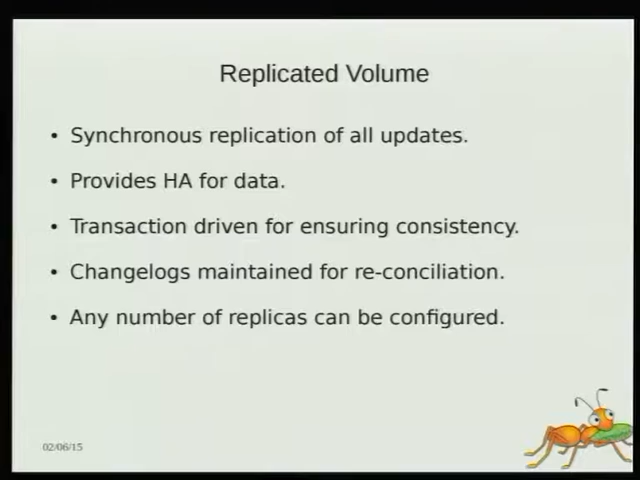 Replicated Volume
• Synchronous replication of all updates.
• Provides HA for data.
• Transaction driven for ensuring consistency.
• Changelogs maintained for re-conciliation.
• Any number of replicas can be configured.
02/06/15